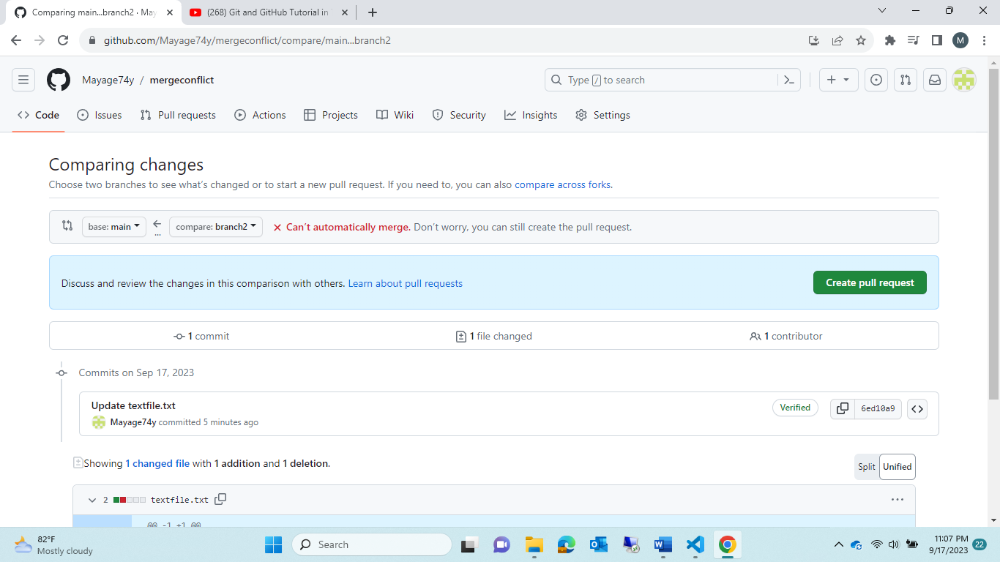 Comparing main...branch2 · May
(268) Git and GitHub Tutorial in
github.com/Mayage74y/mergeconflict/compare/main...branch2
M
Mayage74y / mergeconflict
Type / to search
Code Issues Pull requests Actions Projects Wiki Security Insights Settings
Comparing changes
Choose two branches to see what's changed or to start a new pull request. If you need to, you can also compare across forks.
base: main ... compare: branch2 Can't automatically merge. Don't worry, you can still create the pull request.
Discuss and review the changes in this comparison with others. Learn about pull requests Create pull request
1 commit 1 file changed 1 contributor
Commits on Sep 17, 2023
Update textfile.txt
Mayage74y committed 5 minutes ago
Verified 6ed10a9
Showing 1 changed file with 1 addition and 1 deletion.
Split Unified
2 textfile.txt
@@ -1 +1 @@
82°F
Mostly cloudy
Search
11:07 PM
9/17/2023
22